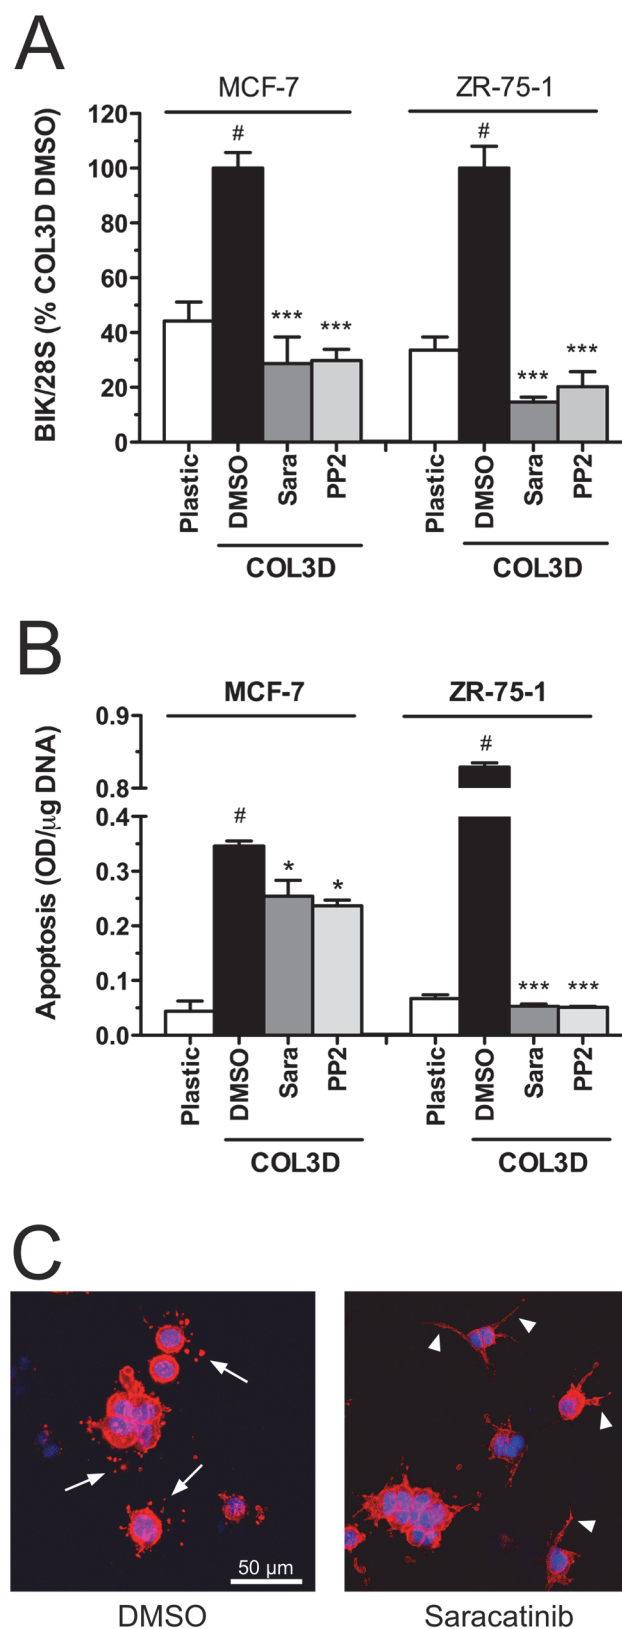 A
MCF-7 ZR-75-1
BIK/28S (% COL3D DMSO)
120
100
80
60
40
20
0
# *** *** # *** ***
Plastic DMSO Sara PP2 Plastic DMSO Sara PP2
COL3D COL3D
B
MCF-7 ZR-75-1
Apoptosis (OD/µg DNA)
0.9
0.8
0.4
0.3
0.2
0.1
0.0
# * * # *** ***
Plastic DMSO Sara PP2 Plastic DMSO Sara PP2
COL3D COL3D
C
50 µm
DMSO Saracatinib